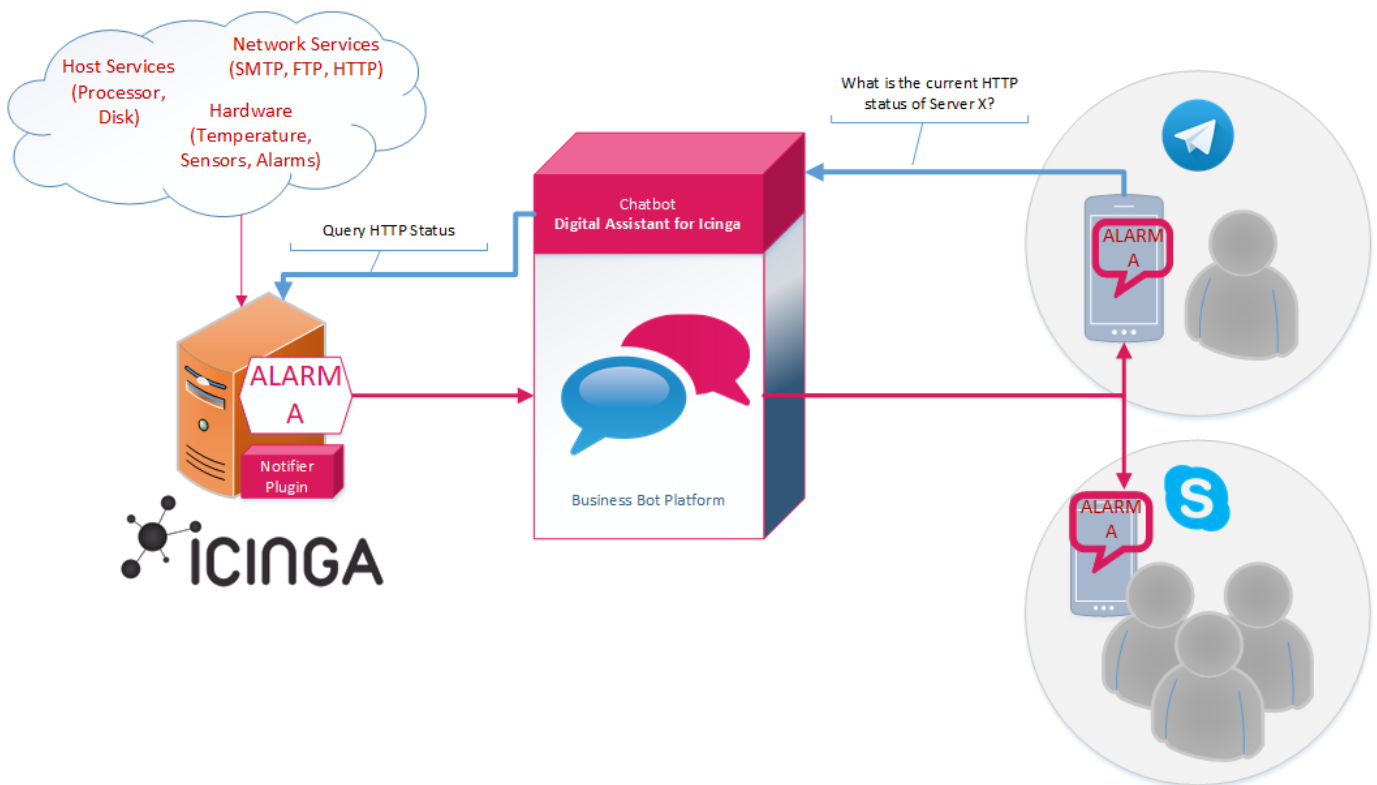 Network Services
(SMTP, FTP, HTTP)
Host Services
(Processor,
Disk)
Hardware
(Temperature,
Sensors, Alarms)
What is the current HTTP
status of Server X?
Chatbot
Digital Assistant for Icinga
Query HTTP Status
ALARM
A
ALARM
A
Notifier
Plugin
Business Bot Platform
S
ALARM
A
ICINGA